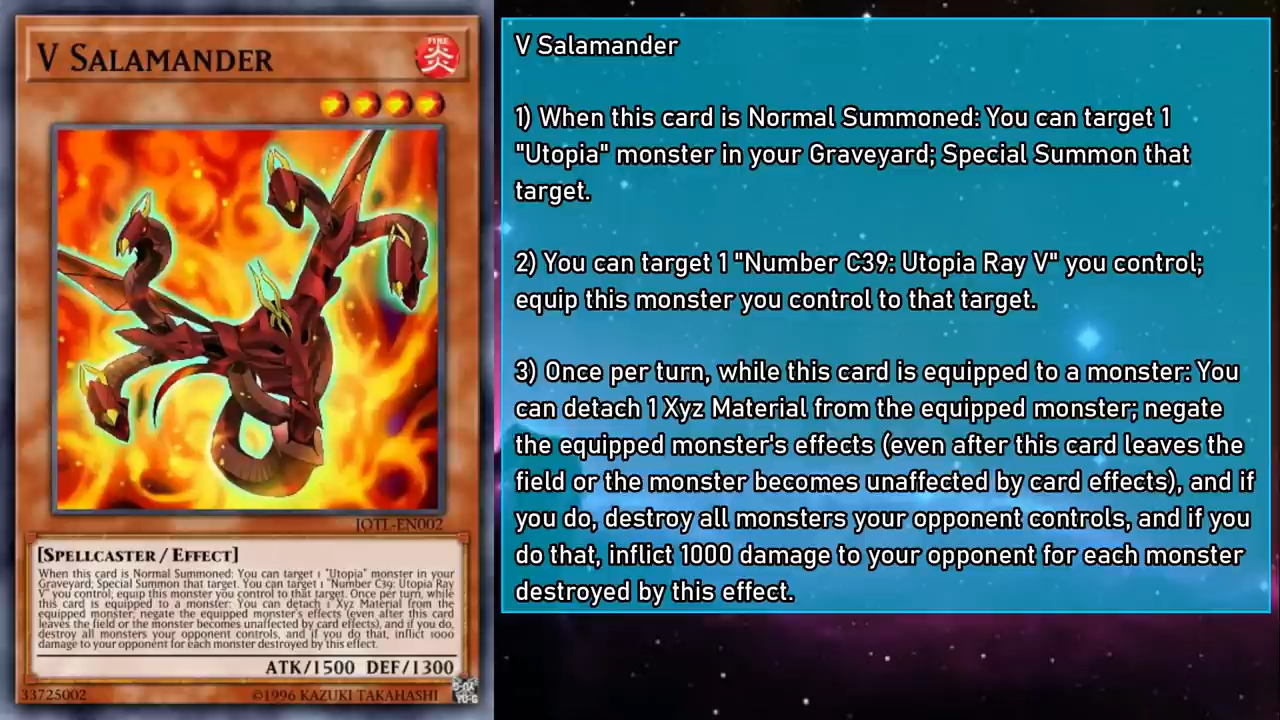 V Salamander
FIRE
炎
JOTL-EN002
[Spellcaster / Effect]
When this card is Normal Summoned: You can target 1 "Utopia" monster in your
Graveyard; Special Summon that target. You can target 1 "Number C39: Utopia Ray
V" you control; equip this monster you control to that target. Once per turn, while
this card is equipped to a monster: You can detach 1 Xyz Material from the
equipped monster; negate the equipped monster's effects (even after this card
leaves the field or the monster becomes unaffected by card effects), and if you do,
destroy all monsters your opponent controls, and if you do that, inflict 1000
damage to your opponent for each monster destroyed by this effect.
ATK/1500 DEF/1300
33725002
©1996 KAZUKI TAKAHASHI
V Salamander
1) When this card is Normal Summoned: You can target 1
"Utopia" monster in your Graveyard; Special Summon that
target.
2) You can target 1 "Number C39: Utopia Ray V" you control;
equip this monster you control to that target.
3) Once per turn, while this card is equipped to a monster: You
can detach 1 Xyz Material from the equipped monster; negate
the equipped monster's effects (even after this card leaves the
field or the monster becomes unaffected by card effects), and if
you do, destroy all monsters your opponent controls, and if you
do that, inflict 1000 damage to your opponent for each monster
destroyed by this effect.